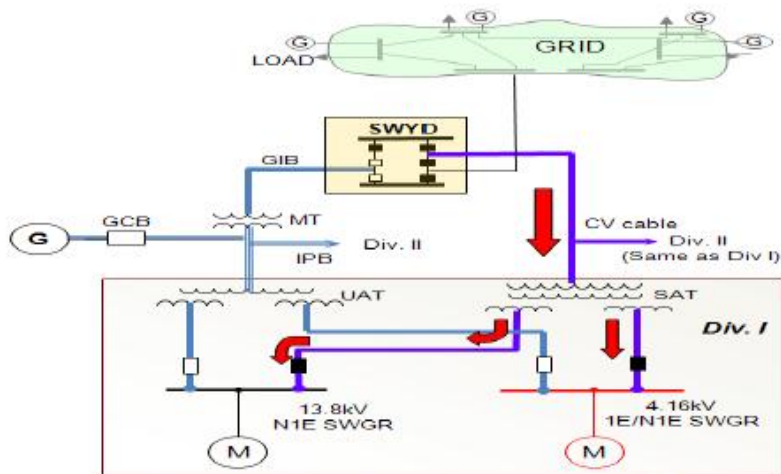 G
G
GRID
G
G
LOAD
SWYD
GIB
GCB
MT
CV cable
G
Div. II
Div. II
(Same as Div I)
IPB
UAT
SAT
Div. I
13.8kV
N1E SWGR
4.16kV
1E/N1E SWGR
M
M